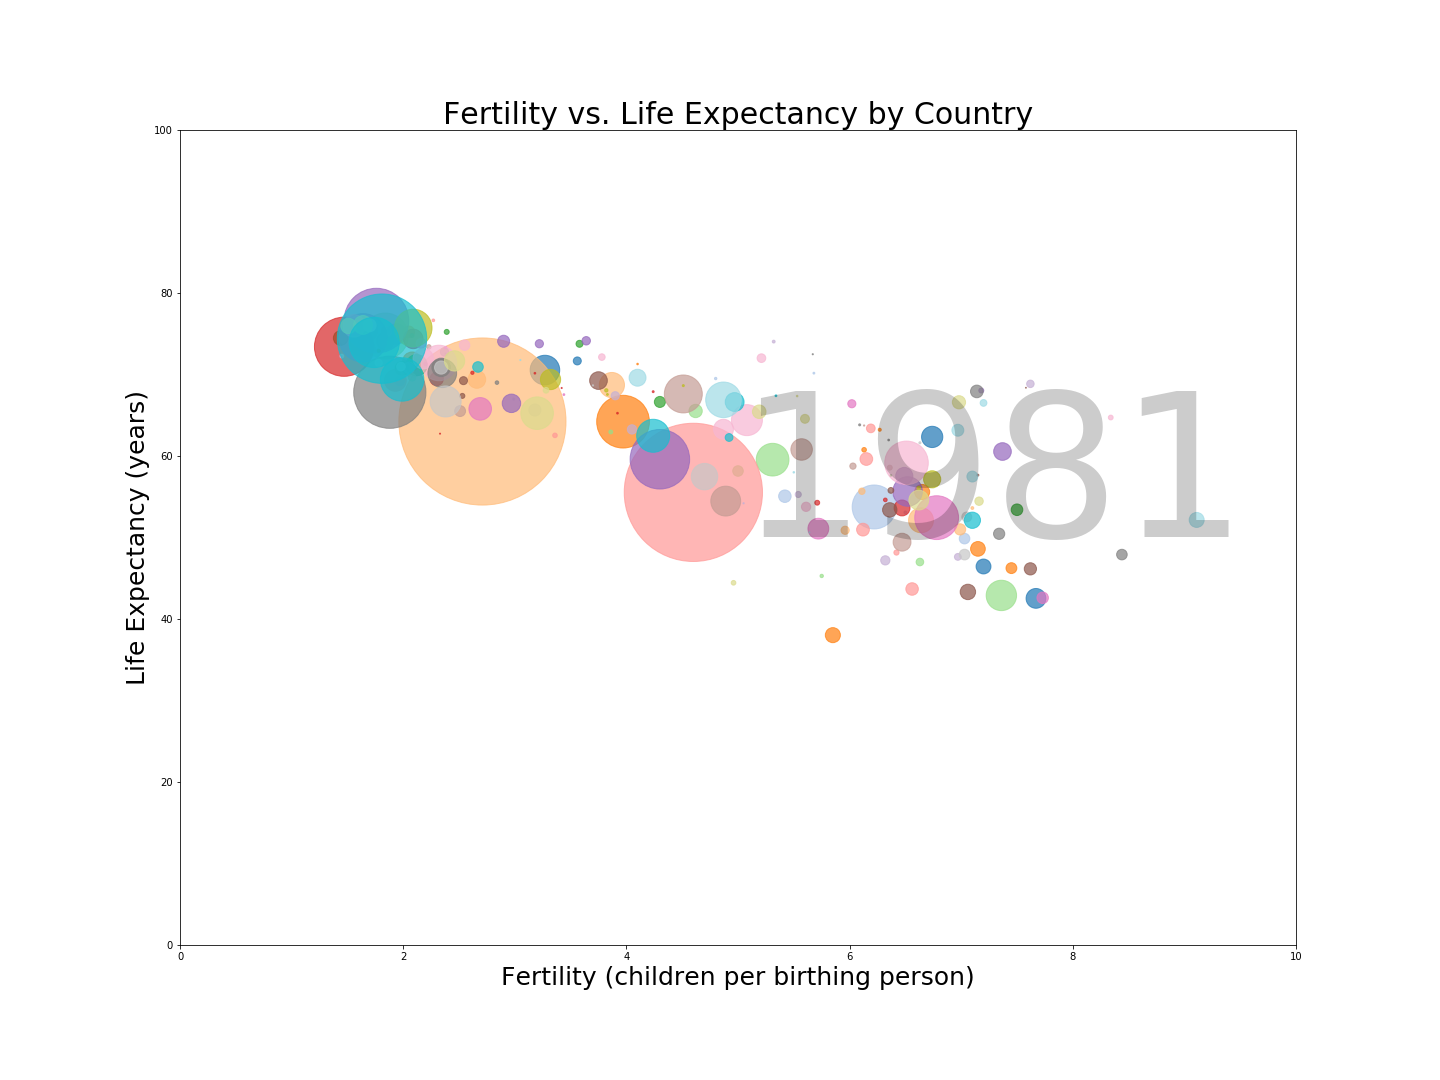 Fertility vs. Life Expectancy by Country
100
80
60
40
20
0
Life Expectancy (years)
1981
0 2 4 6 8 10
Fertility (children per birthing person)